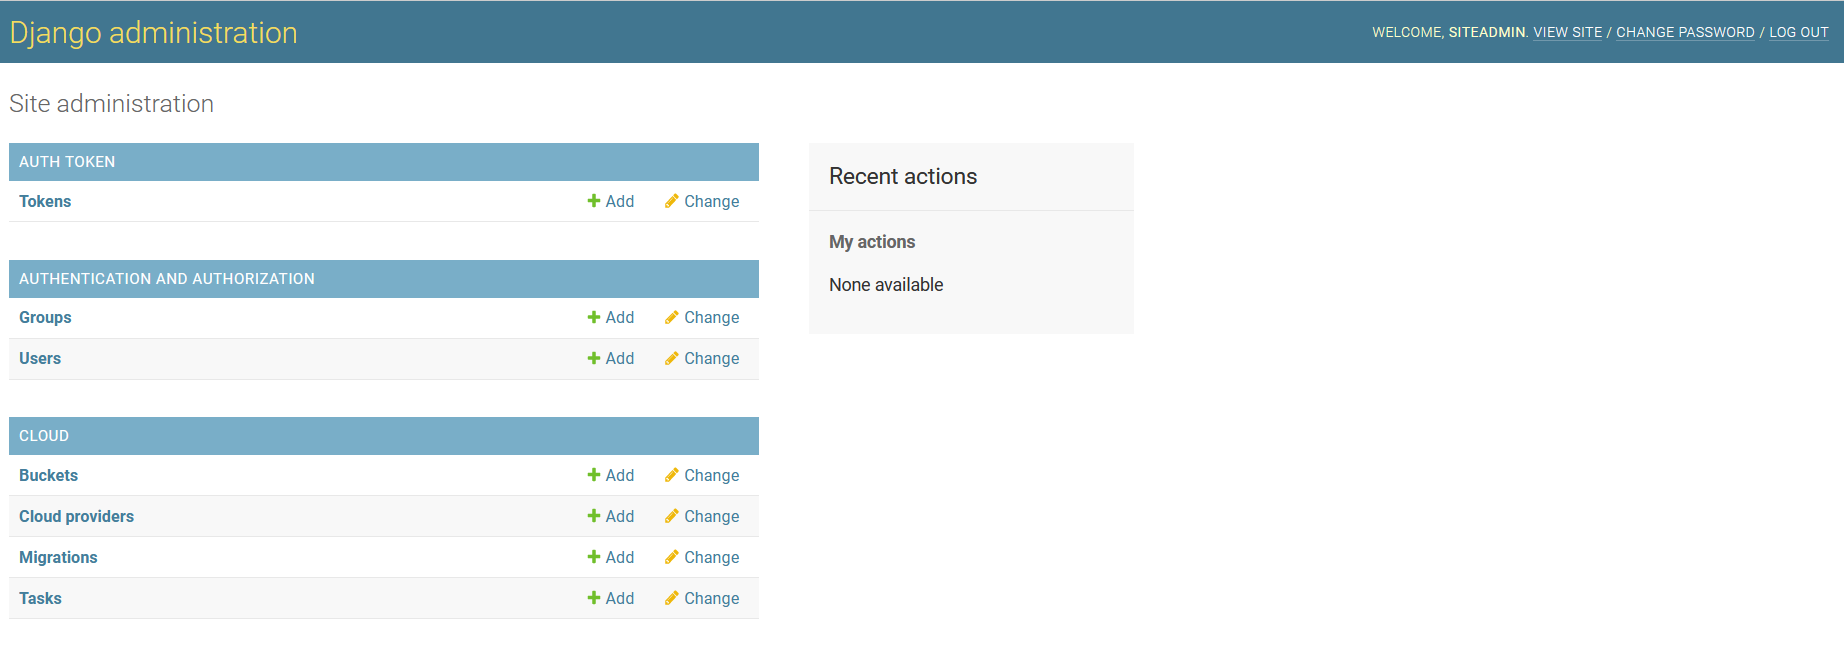 Django administration
WELCOME, SITEADMIN. VIEW SITE / CHANGE PASSWORD / LOG OUT
Site administration
AUTH TOKEN
Tokens Add Change
AUTHENTICATION AND AUTHORIZATION
Groups Add Change
Users Add Change
CLOUD
Buckets Add Change
Cloud providers Add Change
Migrations Add Change
Tasks Add Change
Recent actions
My actions
None available